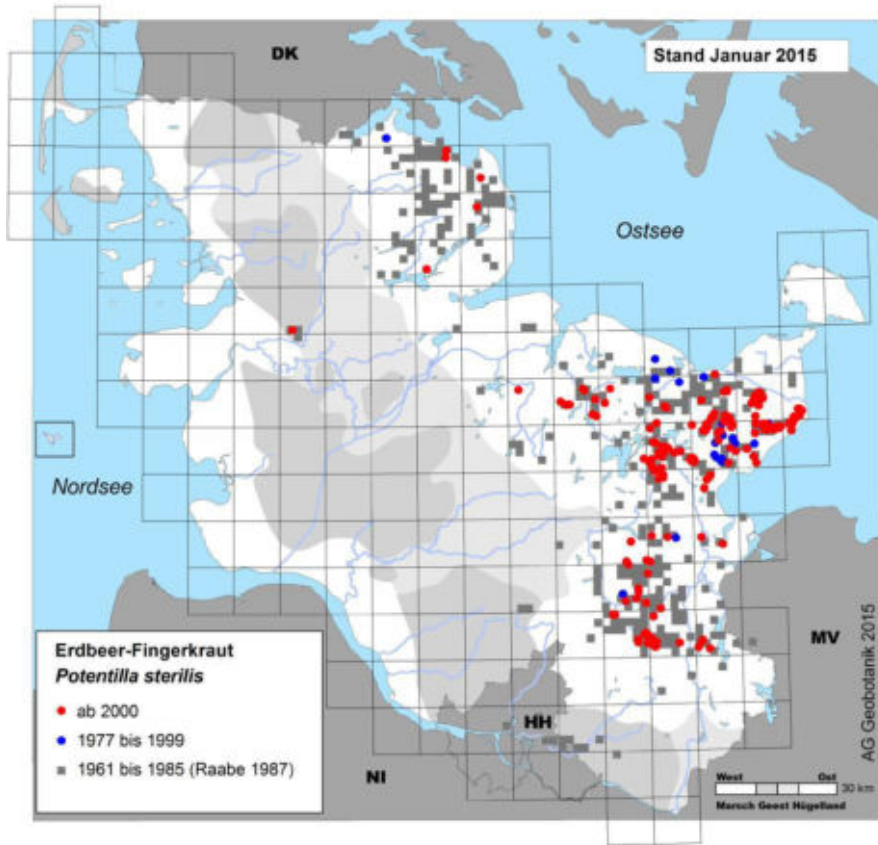 DK
Stand Januar 2015
Ostsee
Nordsee
Erdbeer-Fingerkraut
Potentilla sterilis
ab 2000
1977 bis 1999
1961 bis 1985 (Raabe 1987)
MV
HH
NI
West Ost
30 km
Marsch Geest Hügelland
AG Geobotanik 2015